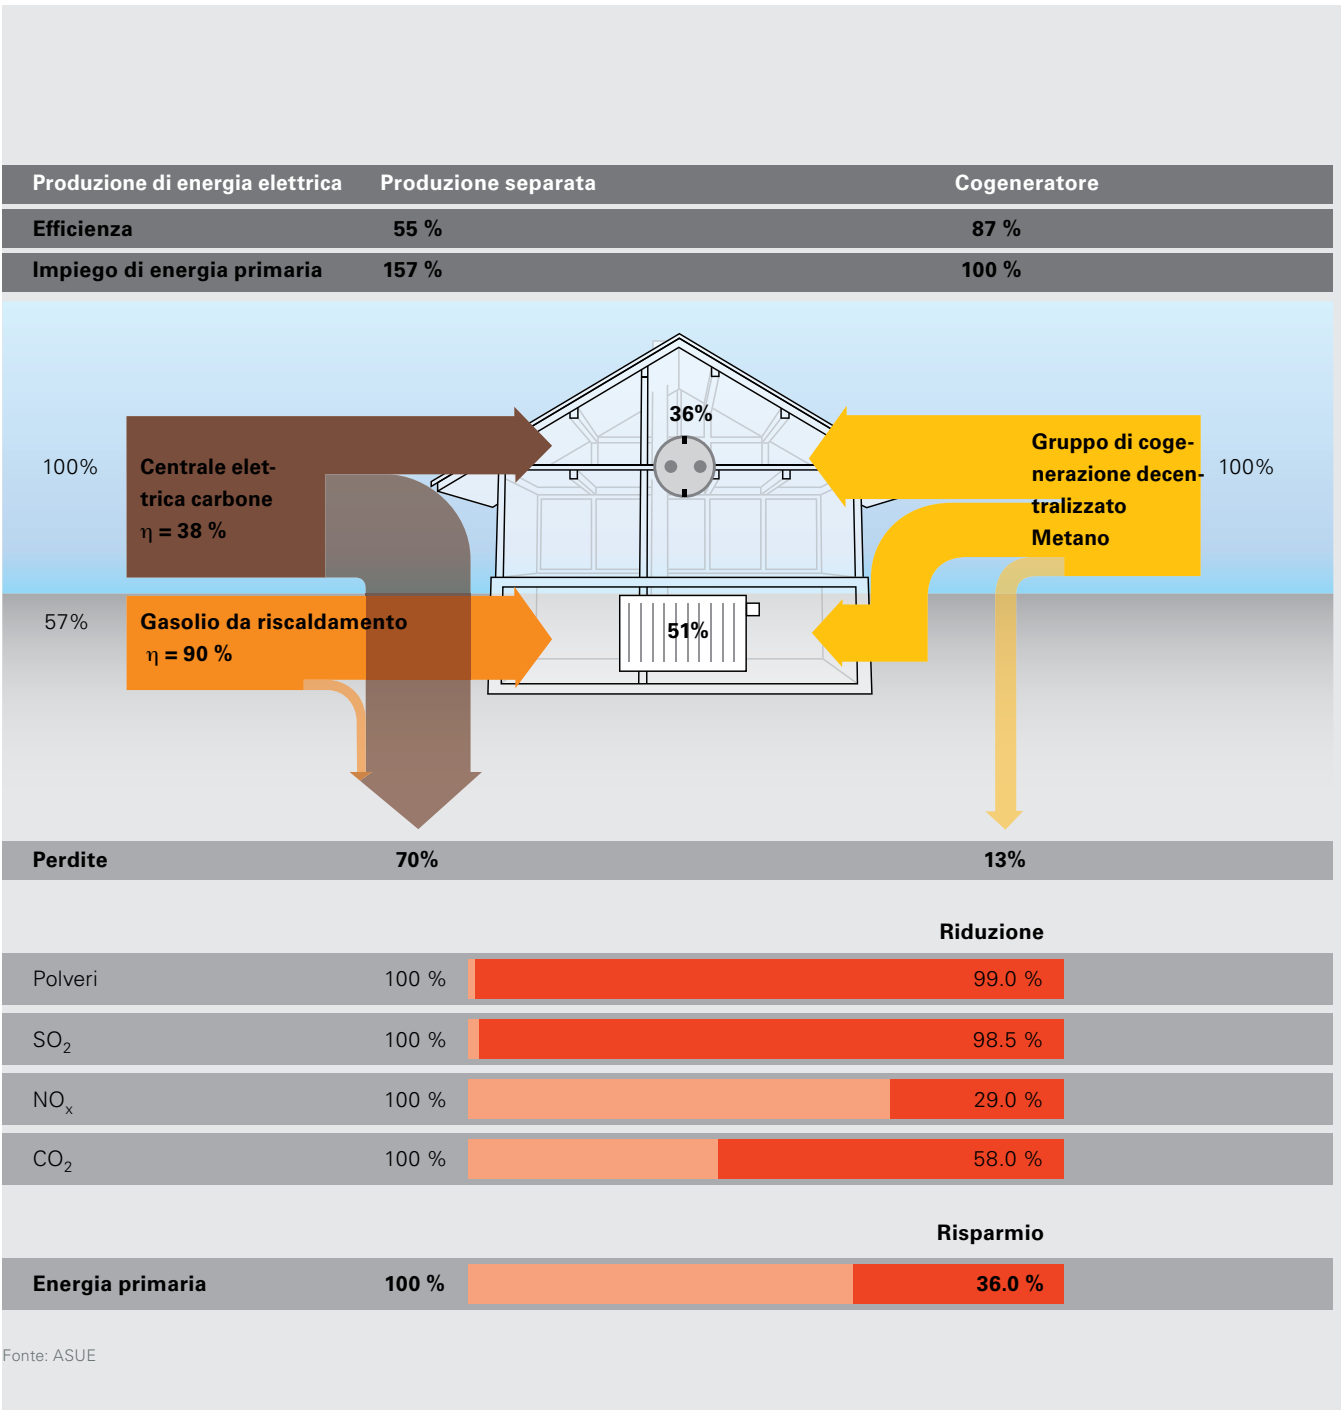 Produzione di energia elettrica Produzione separata Cogeneratore
Efficienza 55 % 87 %
Impiego di energia primaria 157 % 100 %
36%
100%
Centrale elet-
trica carbone
η = 38 %
Gruppo di coge-
nerazione decen-
tralizzato
Metano
100%
57%
Gasolio da riscaldamento
η = 90 %
51%
Perdite 70% 13%
Riduzione
Polveri 100 % 99.0 %
SO₂ 100 % 98.5 %
NOₓ 100 % 29.0 %
CO₂ 100 % 58.0 %
Risparmio
Energia primaria 100 % 36.0 %
Fonte: ASUE